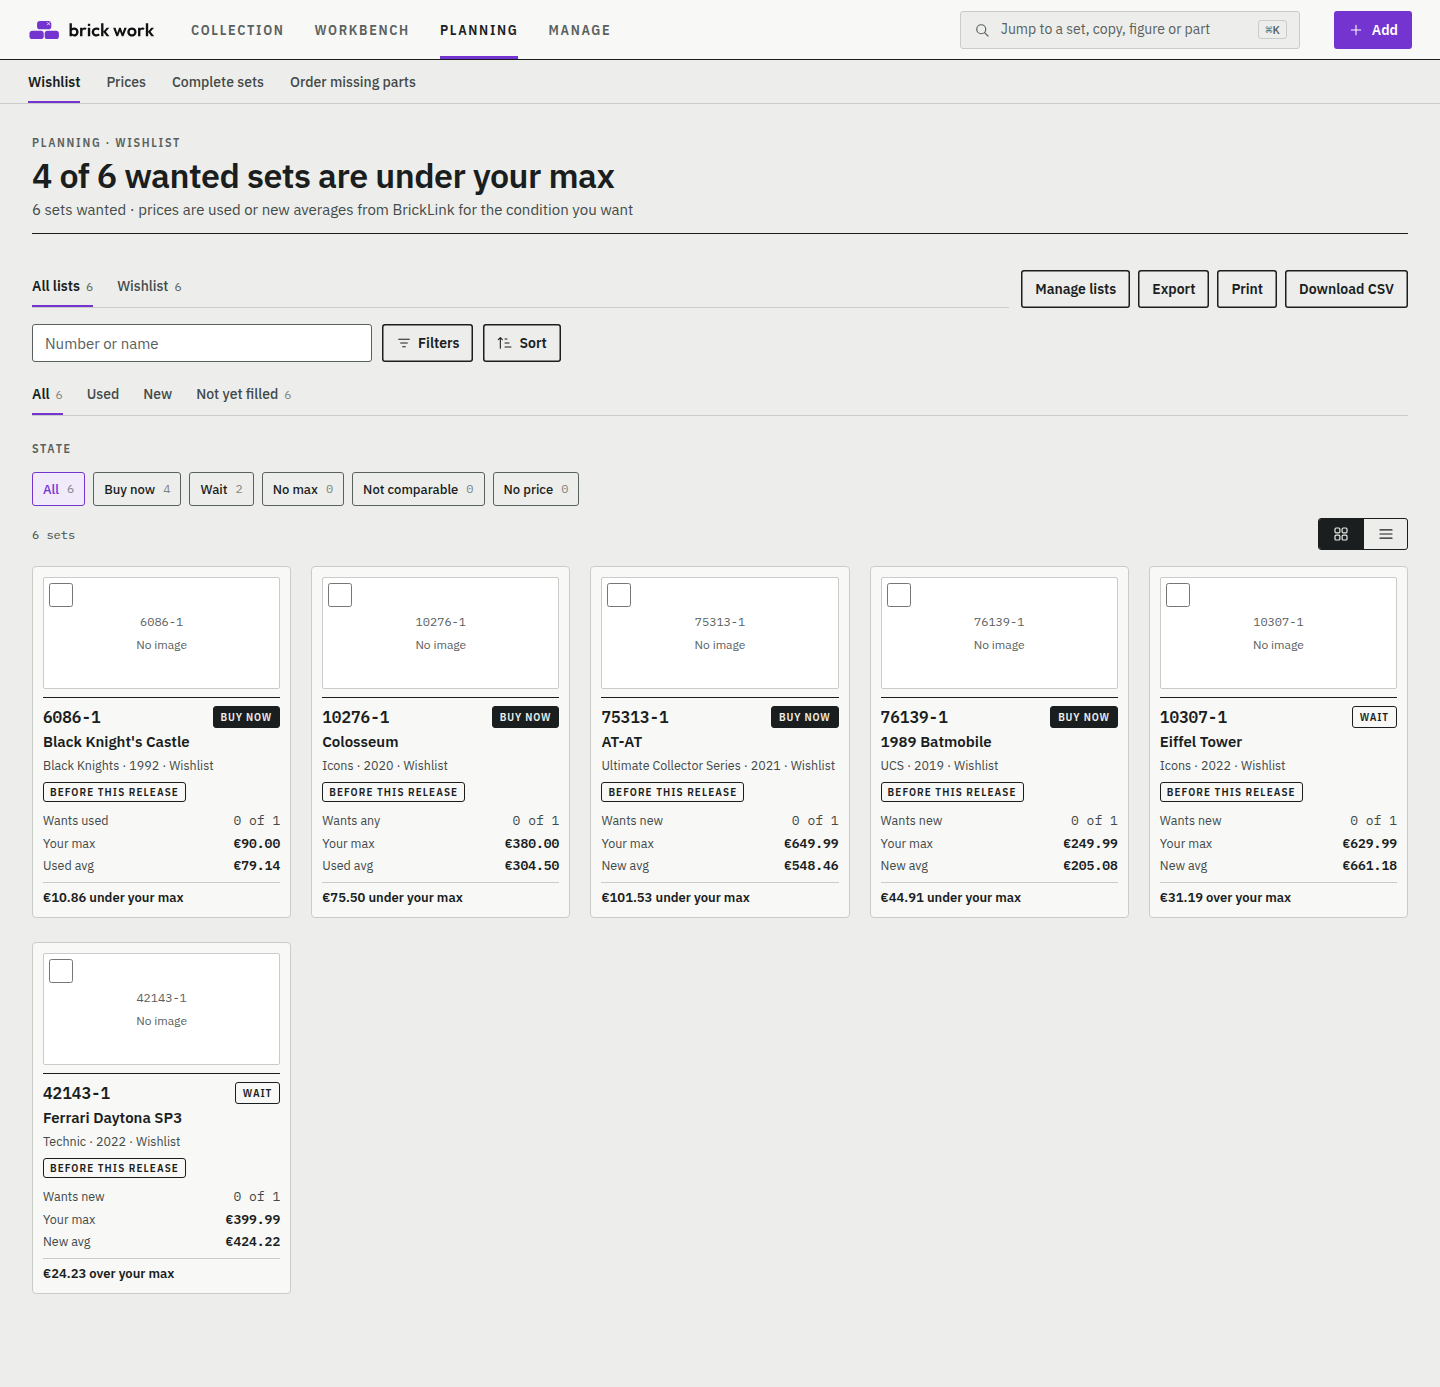 brick work COLLECTION WORKBENCH PLANNING MANAGE Jump to a set, copy, figure or part ⌘K + Add
Wishlist Prices Complete sets Order missing parts
PLANNING · WISHLIST
4 of 6 wanted sets are under your max
6 sets wanted · prices are used or new averages from BrickLink for the condition you want
All lists 6 Wishlist 6 Manage lists Export Print Download CSV
Number or name Filters Sort
All 6 Used New Not yet filled 6
STATE
All 6 Buy now 4 Wait 2 No max 0 Not comparable 0 No price 0
6 sets
6086-1
No image
6086-1 BUY NOW
Black Knight's Castle
Black Knights · 1992 · Wishlist
BEFORE THIS RELEASE
Wants used 0 of 1
Your max €90.00
Used avg €79.14
€10.86 under your max
10276-1
No image
10276-1 BUY NOW
Colosseum
Icons · 2020 · Wishlist
BEFORE THIS RELEASE
Wants any 0 of 1
Your max €380.00
Used avg €304.50
€75.50 under your max
75313-1
No image
75313-1 BUY NOW
AT-AT
Ultimate Collector Series · 2021 · Wishlist
BEFORE THIS RELEASE
Wants new 0 of 1
Your max €649.99
New avg €548.46
€101.53 under your max
76139-1
No image
76139-1 BUY NOW
1989 Batmobile
UCS · 2019 · Wishlist
BEFORE THIS RELEASE
Wants new 0 of 1
Your max €249.99
New avg €205.08
€44.91 under your max
10307-1
No image
10307-1 WAIT
Eiffel Tower
Icons · 2022 · Wishlist
BEFORE THIS RELEASE
Wants new 0 of 1
Your max €629.99
New avg €661.18
€31.19 over your max
42143-1
No image
42143-1 WAIT
Ferrari Daytona SP3
Technic · 2022 · Wishlist
BEFORE THIS RELEASE
Wants new 0 of 1
Your max €399.99
New avg €424.22
€24.23 over your max